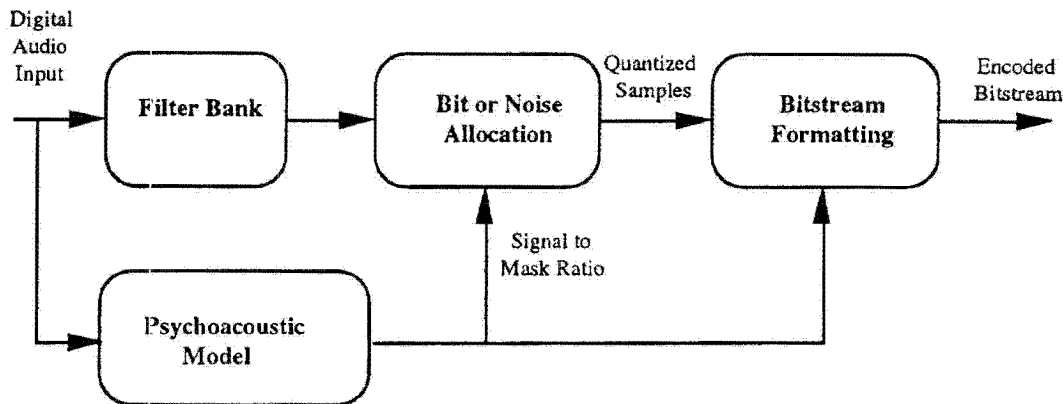 Digital
Audio
Input
Filter Bank
Bit or Noise
Allocation
Quantized
Samples
Bitstream
Formatting
Encoded
Bitstream
Signal to
Mask Ratio
Psychoacoustic
Model